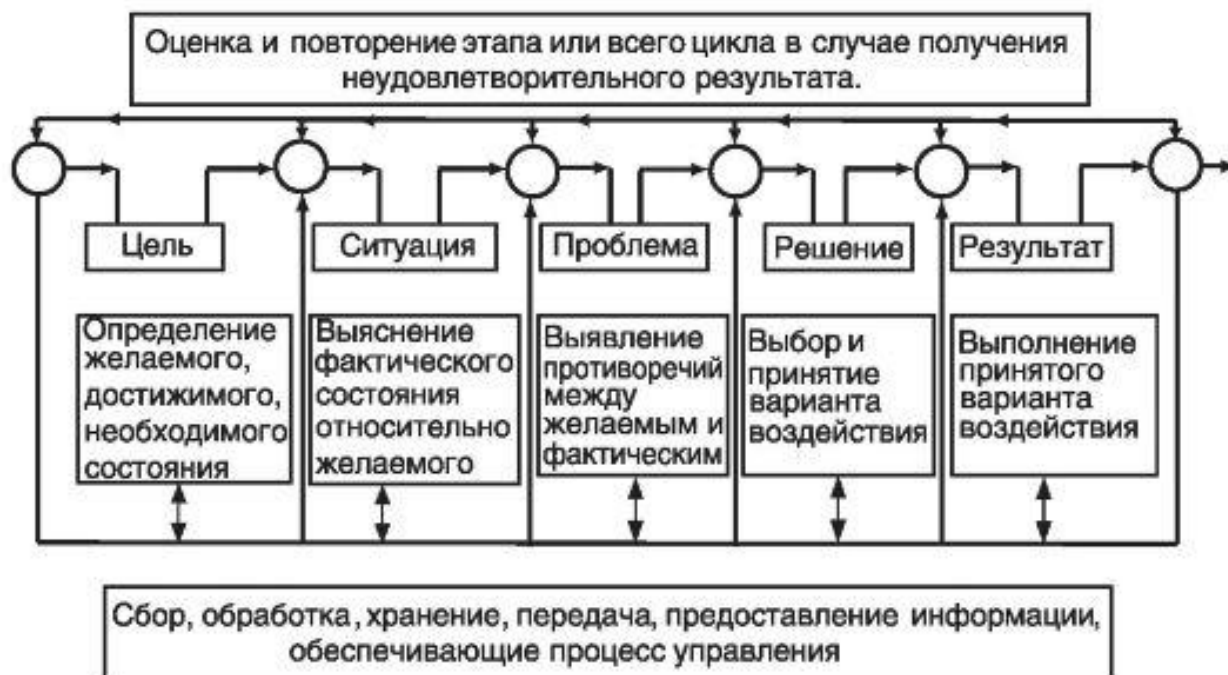 Оценка и повторение этапа или всего цикла в случае получения
неудовлетворительного результата.
Цель
Ситуация
Проблема
Решение
Результат
Определение
желаемого,
достижимого,
необходимого
состояния
Выяснение
фактического
состояния
относительно
желаемого
Выявление
противоречий
между
желаемым и
фактическим
Выбор и
принятие
варианта
воздействия
Выполнение
принятого
варианта
воздействия
Сбор, обработка, хранение, передача, предоставление информации,
обеспечивающие процесс управления